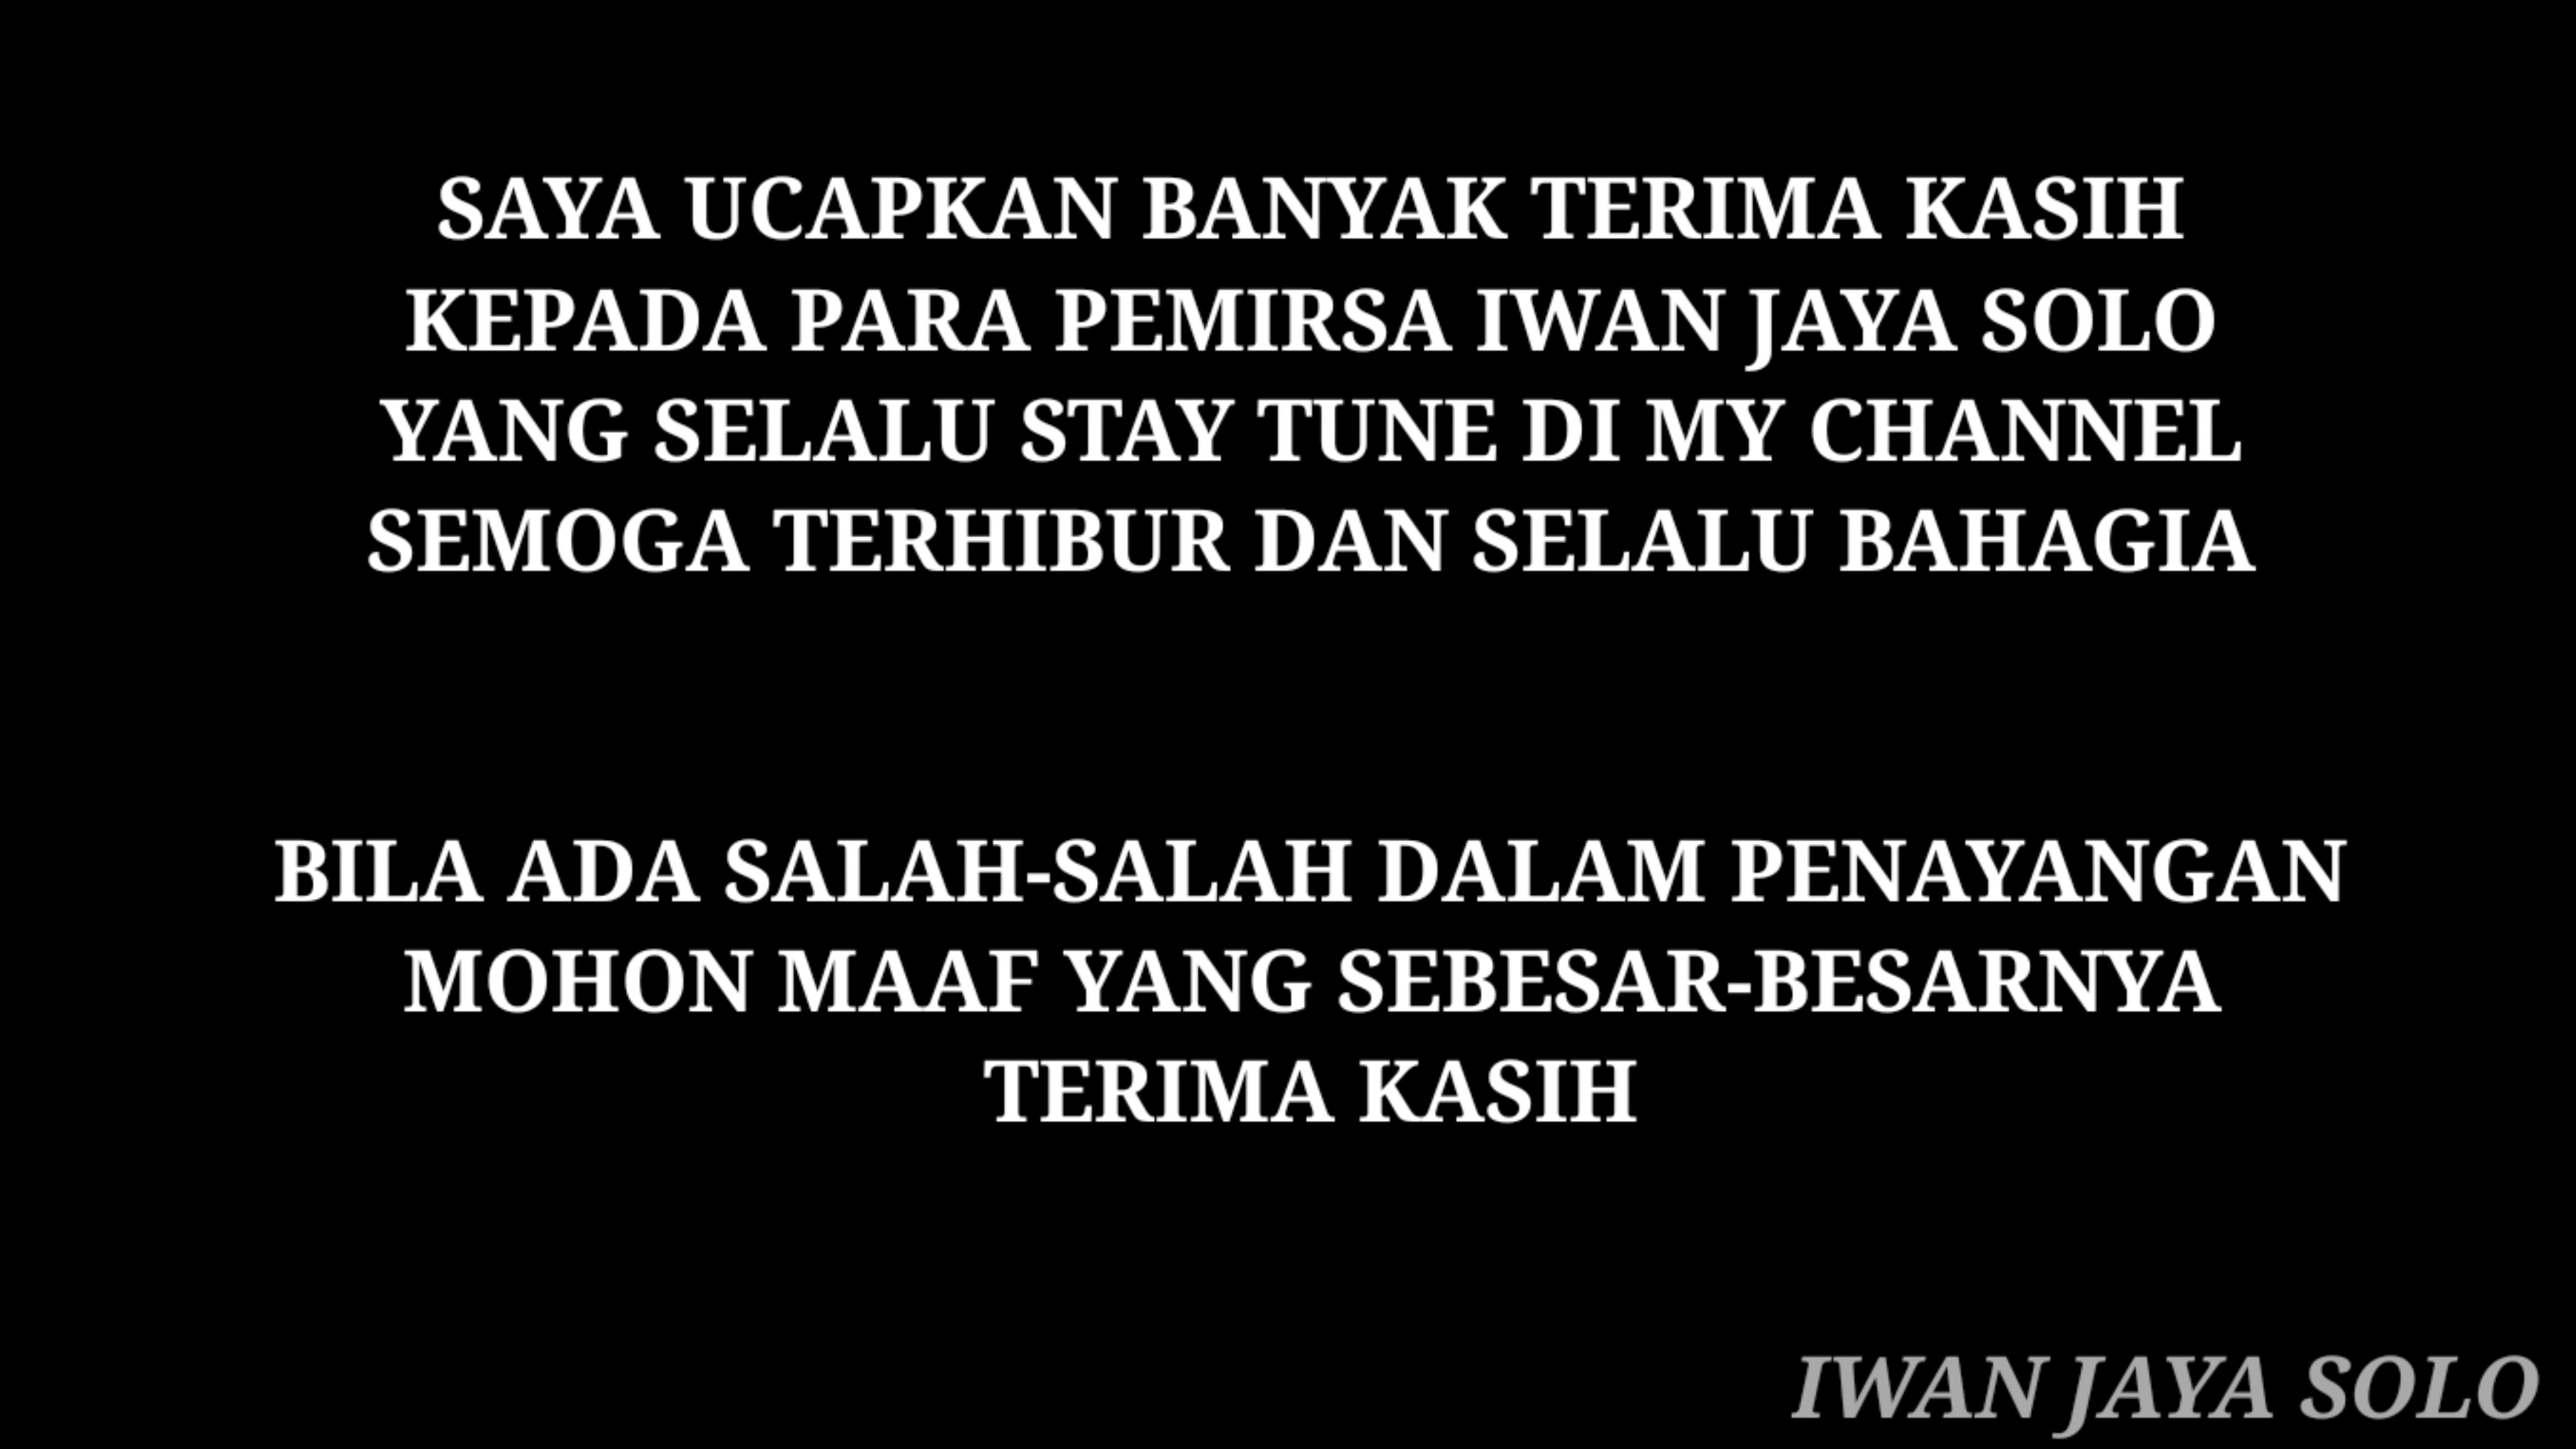 SAYA UCAPKAN BANYAK TERIMA KASIH
KEPADA PARA PEMIRSA IWAN JAYA SOLO
YANG SELALU STAY TUNE DI MY CHANNEL
SEMOGA TERHIBUR DAN SELALU BAHAGIA
BILA ADA SALAH-SALAH DALAM PENAYANGAN
MOHON MAAF YANG SEBESAR-BESARNYA
TERIMA KASIH
IWAN JAYA SOLO